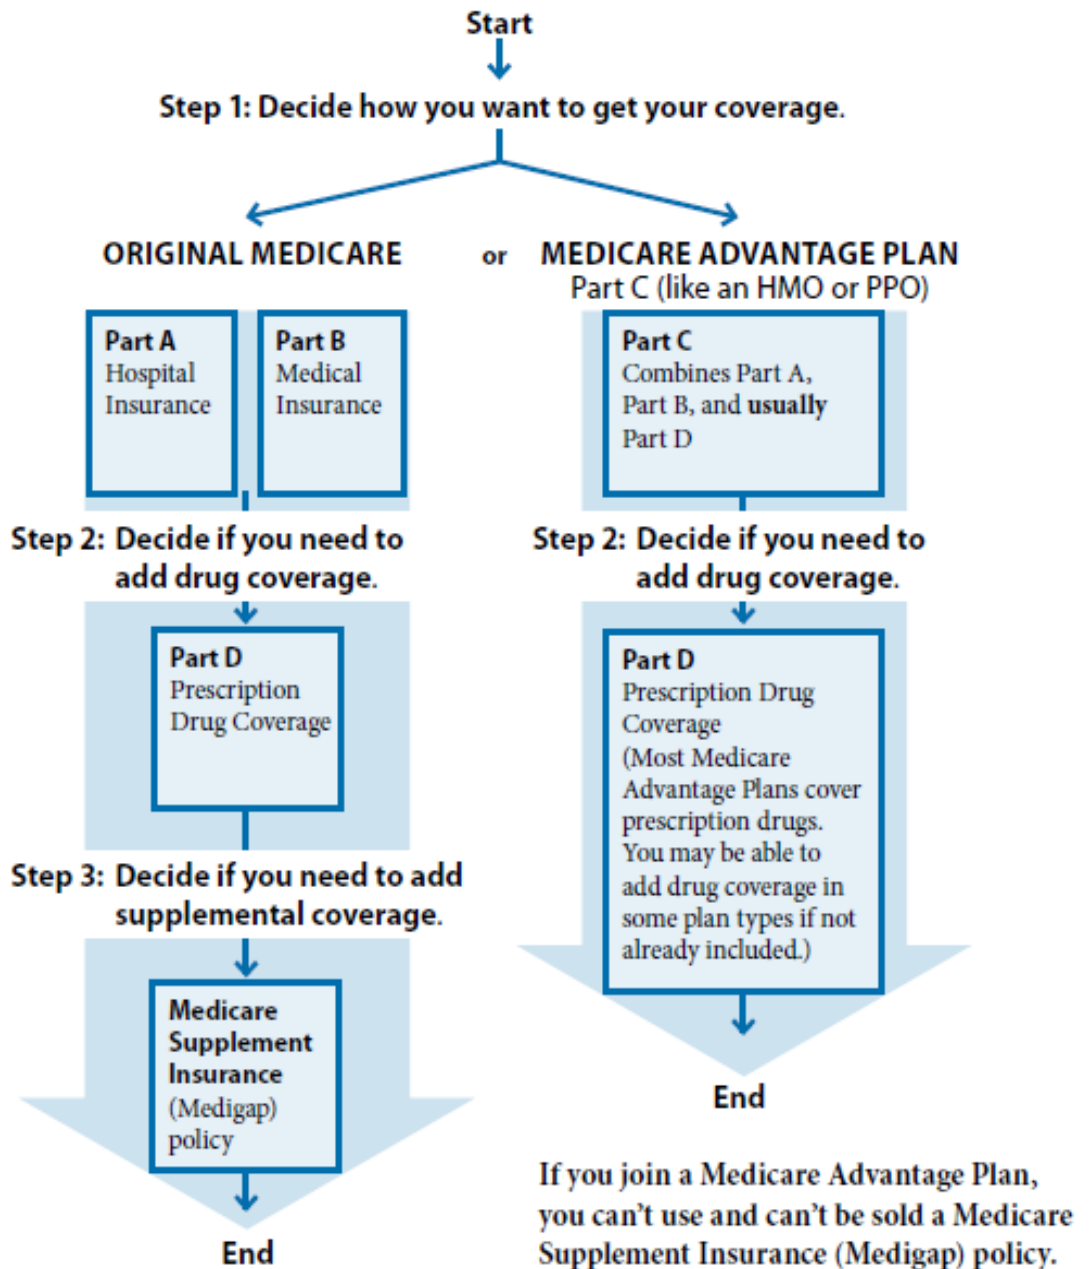 Start
Step 1: Decide how you want to get your coverage.
ORIGINAL MEDICARE
or
MEDICARE ADVANTAGE PLAN
Part C (like an HMO or PPO)
Part A
Hospital
Insurance
Part B
Medical
Insurance
Part C
Combines Part A,
Part B, and usually
Part D
Step 2: Decide if you need to
add drug coverage.
Part D
Prescription
Drug Coverage
Step 3: Decide if you need to add
supplemental coverage.
Medicare
Supplement
Insurance
(Medigap)
policy
End
Step 2: Decide if you need to
add drug coverage.
Part D
Prescription Drug
Coverage
(Most Medicare
Advantage Plans cover
prescription drugs.
You may be able to
add drug coverage in
some plan types if not
already included.)
End
If you join a Medicare Advantage Plan,
you can't use and can't be sold a Medicare
Supplement Insurance (Medigap) policy.